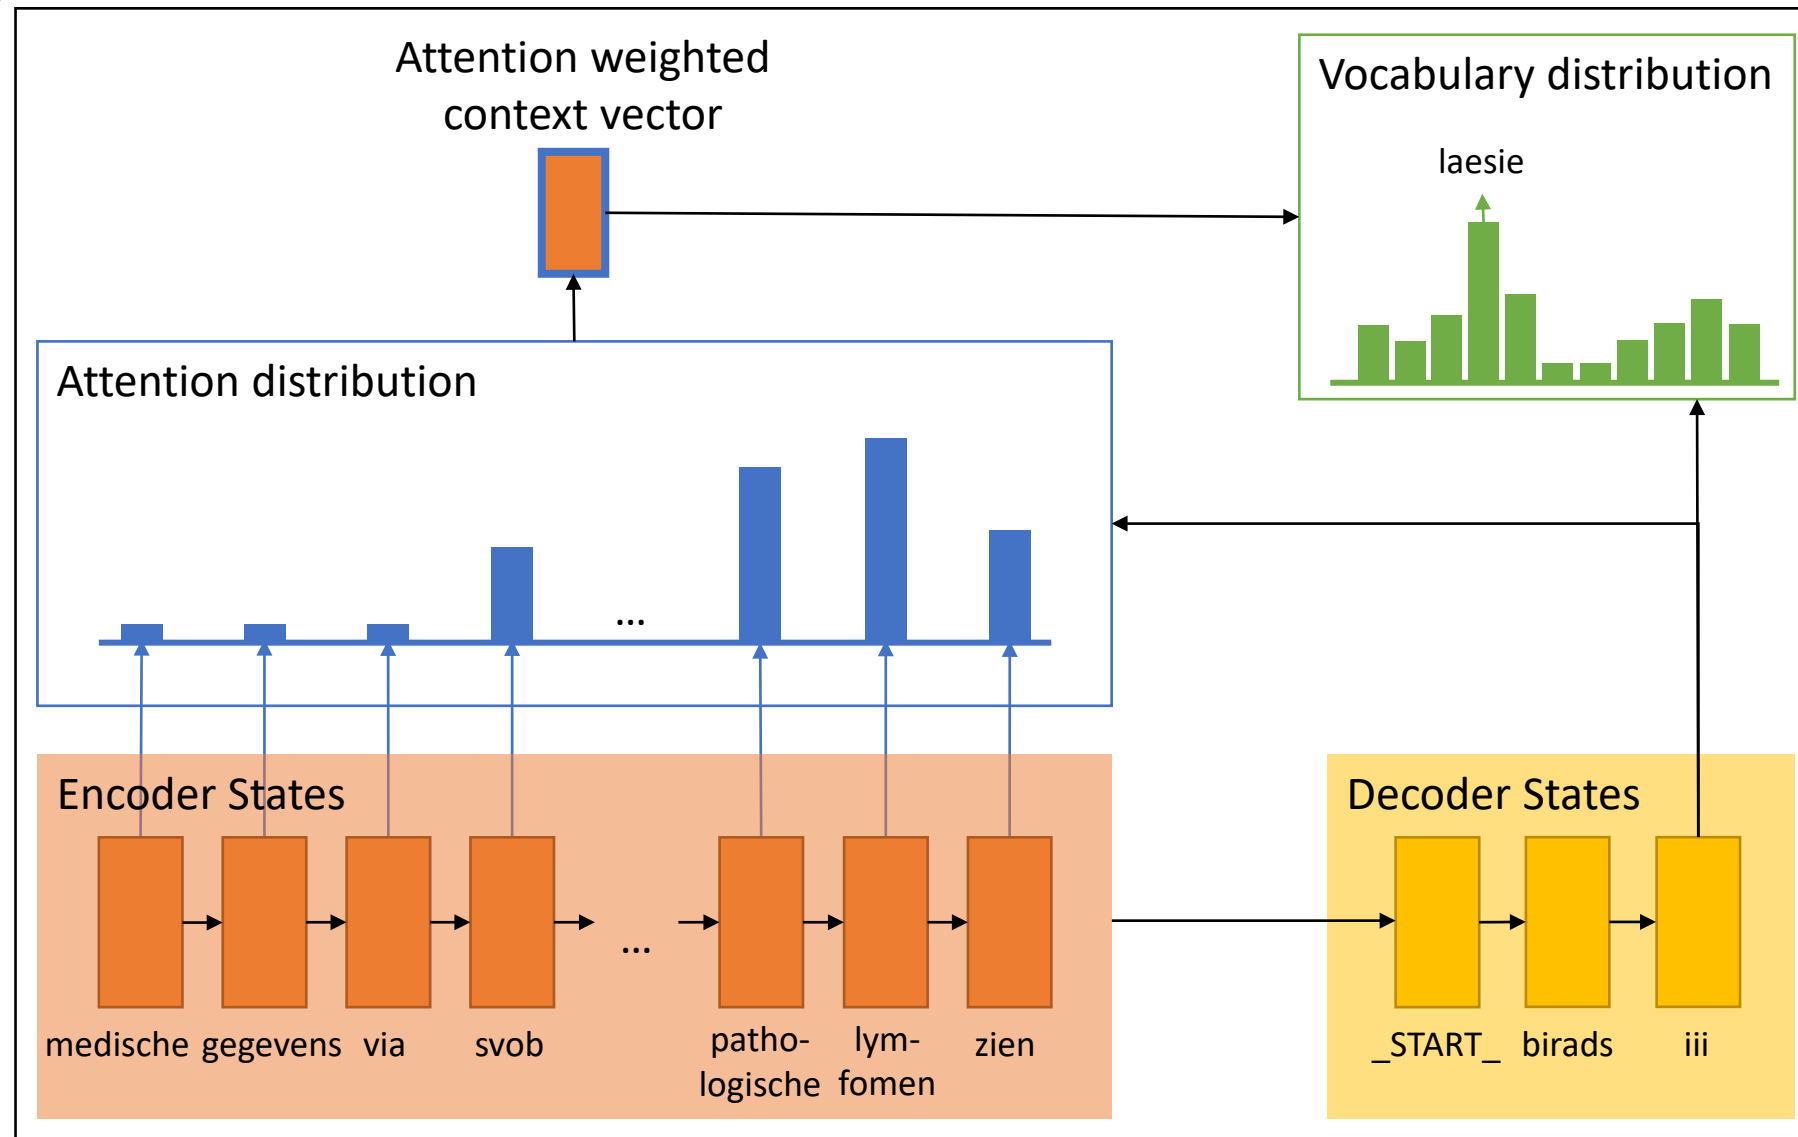 Attention weighted
context vector
Vocabulary distribution
laesie
Attention distribution
...
Encoder States
...
medische gegevens via svob patho-
logische lym-
fomen zien
Decoder States
_START_ birads iii